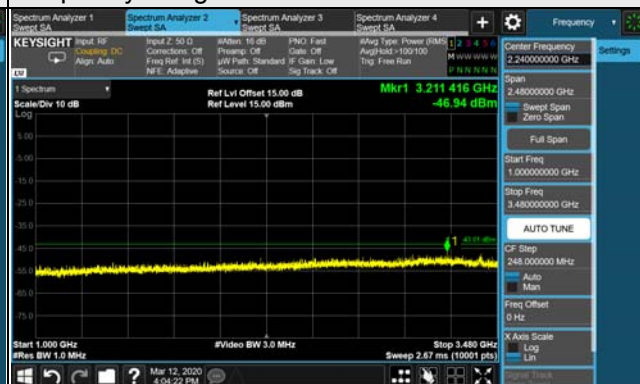 Spectrum Analyzer 1
Swept SA
Spectrum Analyzer 2
Swept SA
Spectrum Analyzer 3
Swept SA
Spectrum Analyzer 4
Swept SA
+
Frequency
KEYSIGHT
Input: RF
Coupling: DC
Align: Auto
Input Z: 50 Ω
Corrections: Off
Freq Ref: Int (S)
NFE: Adaptive
#Atten: 16 dB
Preamp: Off
µW Path: Standard
Source: Off
PNO: Fast
Gate: Off
IF Gain: Low
Sig Track: Off
#Avg Type: Power (RMS
Avg|Hold:>100/100
Trig: Free Run
1 2 3 4 5 6
M W W W W W
P N N N N N
LXI
1 Spectrum
Scale/Div 10 dB
Log
Ref Lvl Offset 15.00 dB
Ref Level 15.00 dBm
Mkr1 3.211 416 GHz
-46.94 dBm
5.00
-15.0
-25.0
-35.0
-45.0
-55.0
-65.0
-75.0
1
Start 1.000 GHz
#Res BW 1.0 MHz
#Video BW 3.0 MHz
Stop 3.480 GHz
Sweep 2.67 ms (10001 pts)
Mar 12, 2020
4:04:22 PM
Center Frequency
2.240000000 GHz
Span
2.48000000 GHz
Swept Span
Zero Span
Full Span
Start Freq
1.000000000 GHz
Stop Freq
3.480000000 GHz
AUTO TUNE
CF Step
248.000000 MHz
Auto
Man
Freq Offset
0 Hz
X Axis Scale
Log
Lin
Signal Track
Settings